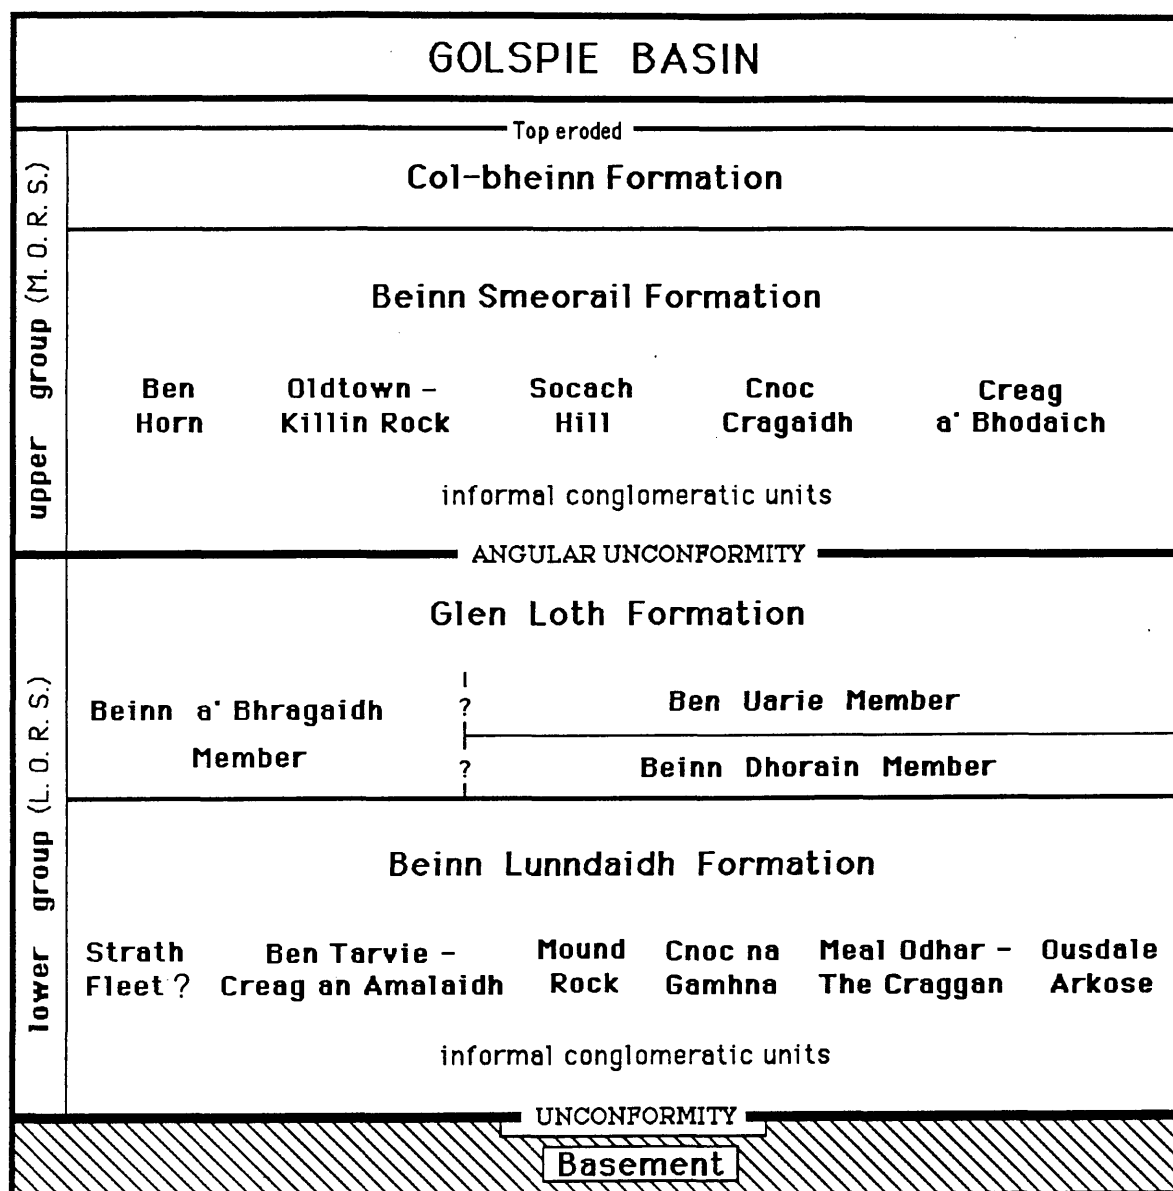 GOLSPIE BASIN
Top eroded
upper group (M. O. R. S.)
Col-bheinn Formation
Beinn Smeorail Formation
Ben Horn
Oldtown - Killin Rock
Socach Hill
Cnoc Cragaidh
Creag a' Bhodaich
informal conglomeratic units
ANGULAR UNCONFORMITY
lower group (L. O. R. S.)
Glen Loth Formation
Beinn a' Bhragaidh Member
?
?
Ben Uarie Member
Beinn Dhorain Member
Beinn Lunndaidh Formation
Strath Fleet ?
Ben Tarvie - Creag an Amalaidh
Mound Rock
Cnoc na Gamhna
Meal Odhar - The Craggan
Ousdale Arkose
informal conglomeratic units
UNCONFORMITY
Basement